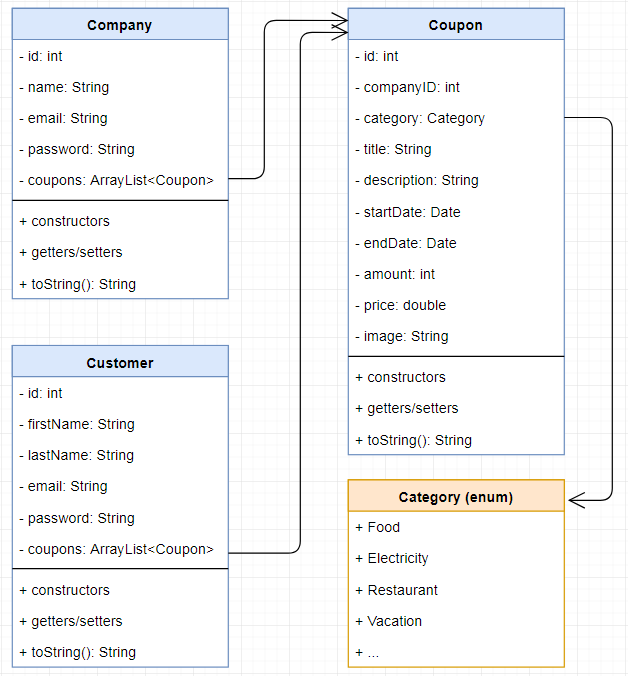 Company
- id: int
- name: String
- email: String
- password: String
- coupons: ArrayList<Coupon>
+ constructors
+ getters/setters
+ toString(): String
Coupon
- id: int
- companyID: int
- category: Category
- title: String
- description: String
- startDate: Date
- endDate: Date
- amount: int
- price: double
- image: String
+ constructors
+ getters/setters
+ toString(): String
Customer
- id: int
- firstName: String
- lastName: String
- email: String
- password: String
- coupons: ArrayList<Coupon>
+ constructors
+ getters/setters
+ toString(): String
Category (enum)
+ Food
+ Electricity
+ Restaurant
+ Vacation
+ ...